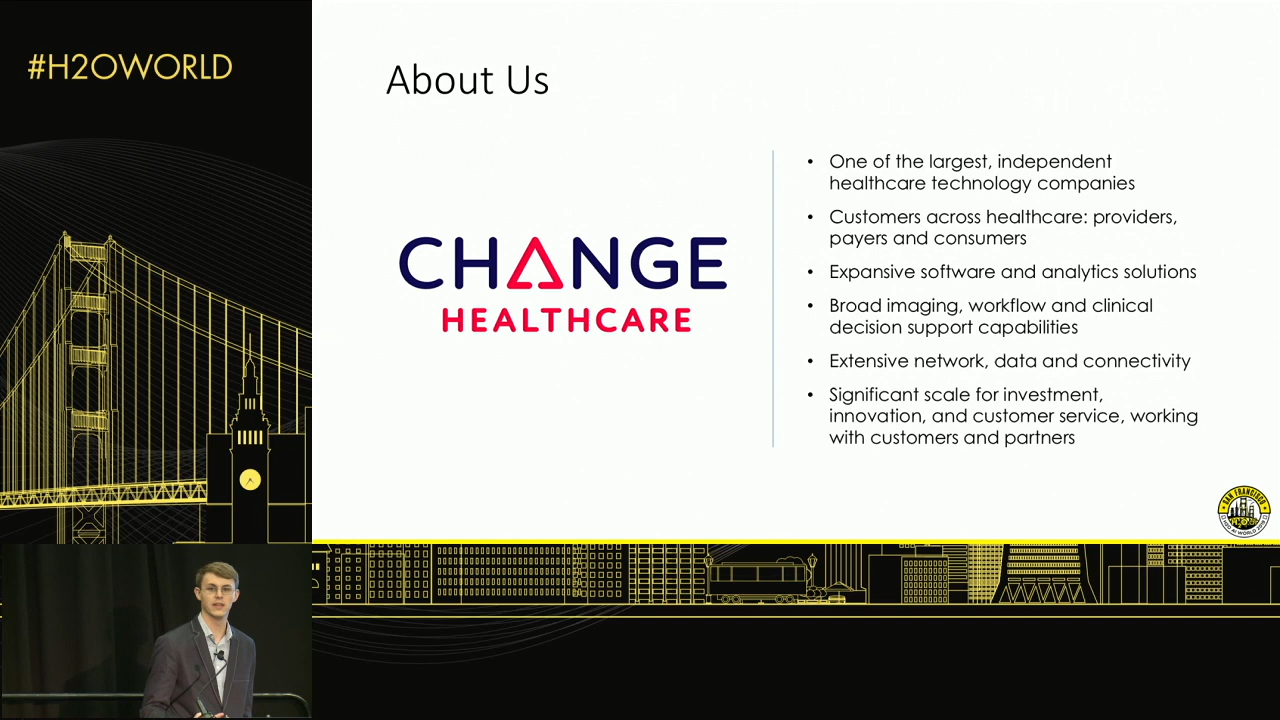 #H2OWORLD
About Us
CHANGE
HEALTHCARE
• One of the largest, independent
healthcare technology companies
• Customers across healthcare: providers,
payers and consumers
• Expansive software and analytics solutions
• Broad imaging, workflow and clinical
decision support capabilities
• Extensive network, data and connectivity
• Significant scale for investment,
innovation, and customer service, working
with customers and partners
SAN FRANCISCO